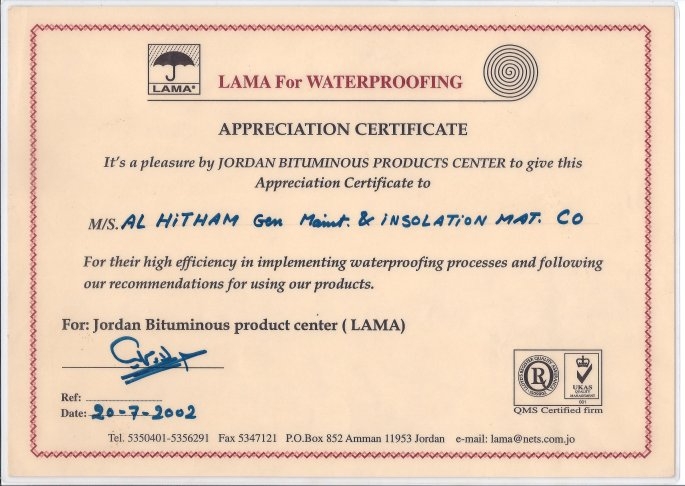 LAMA®
LAMA For WATERPROOFING
APPRECIATION CERTIFICATE
It's a pleasure by JORDAN BITUMINOUS PRODUCTS CENTER to give this
Appreciation Certificate to
M/S. AL HiTHAM Gen Maint. & iNSOLATION MAT. CO
For their high efficiency in implementing waterproofing processes and following
our recommendations for using our products.
For: Jordan Bituminous product center ( LAMA)
Ref:
Date: 20-7-2002
R
UKAS
QUALITY
MANAGEMENT
001
QMS Certified firm
Tel. 5350401-5356291 Fax 5347121 P.O.Box 852 Amman 11953 Jordan e-mail: lama@nets.com.jo